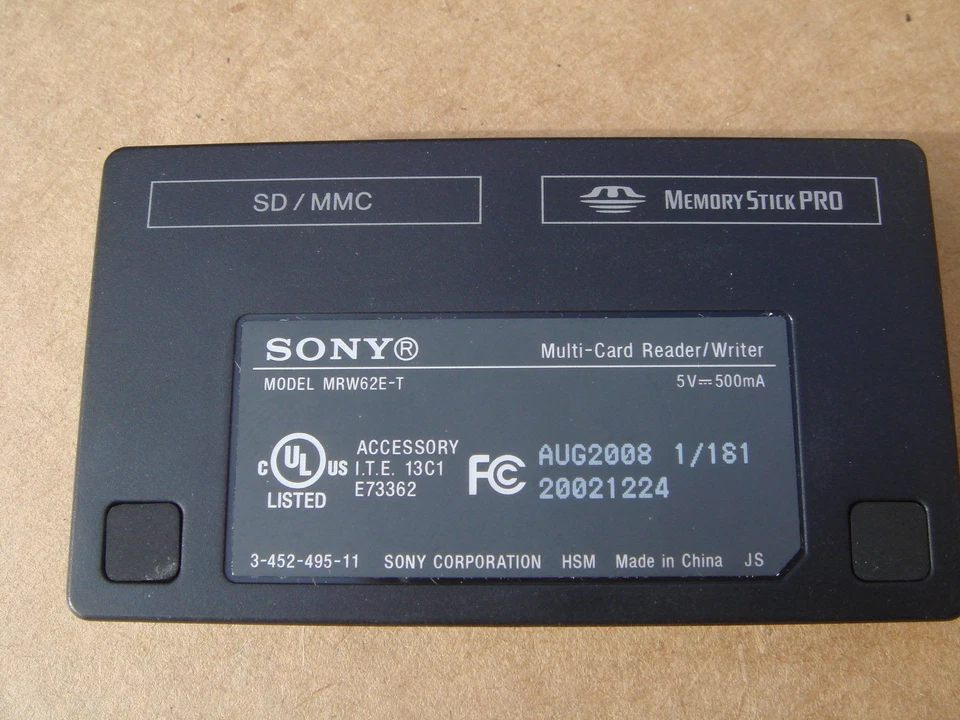 SD / MMC
MEMORY STICK PRO
SONY®
Multi-Card Reader/Writer
MODEL MRW62E-T
5V⎓500mA
C UL US
LISTED
ACCESSORY
I.T.E. 13C1
E73362
FC
AUG2008 1/181
20021224
3-452-495-11 SONY CORPORATION HSM Made in China JS